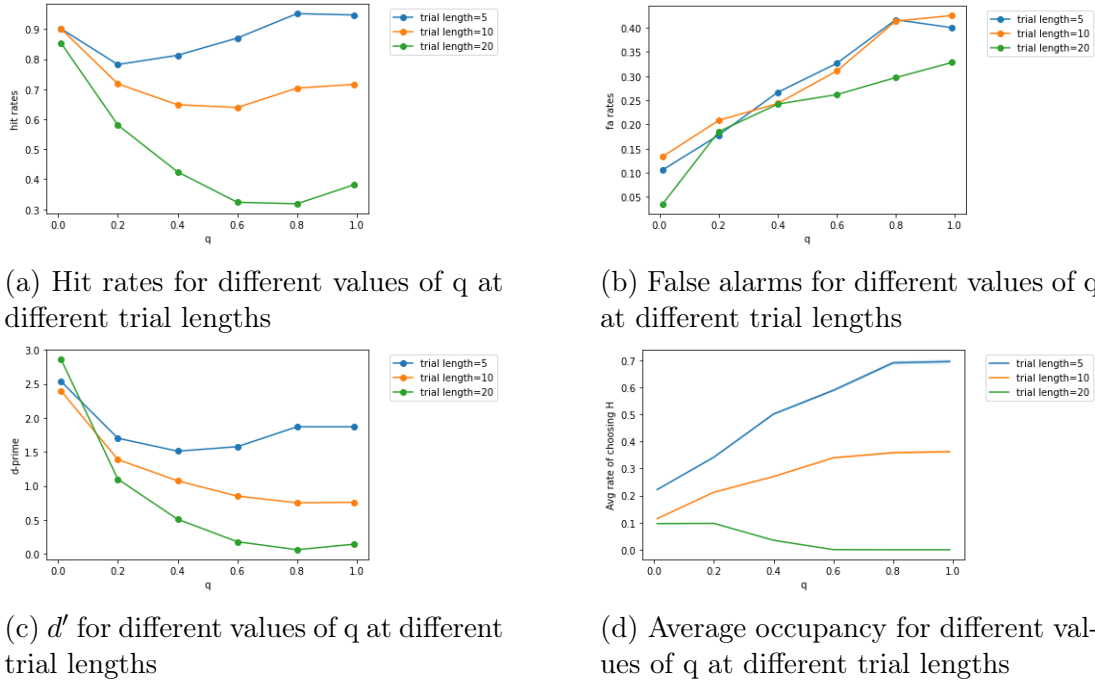 hit rates
0.9
0.8
0.7
0.6
0.5
0.4
0.3
0.0 0.2 0.4 0.6 0.8 1.0
q
trial length=5
trial length=10
trial length=20
fa rates
0.40
0.35
0.30
0.25
0.20
0.15
0.10
0.05
0.0 0.2 0.4 0.6 0.8 1.0
q
trial length=5
trial length=10
trial length=20
(a) Hit rates for different values of q at
different trial lengths
(b) False alarms for different values of q
at different trial lengths
d-prime
3.0
2.5
2.0
1.5
1.0
0.5
0.0
0.0 0.2 0.4 0.6 0.8 1.0
q
trial length=5
trial length=10
trial length=20
Avg rate of choosing H
0.7
0.6
0.5
0.4
0.3
0.2
0.1
0.0
0.0 0.2 0.4 0.6 0.8 1.0
q
trial length=5
trial length=10
trial length=20
(c) d′ for different values of q at different
trial lengths
(d) Average occupancy for different val-
ues of q at different trial lengths